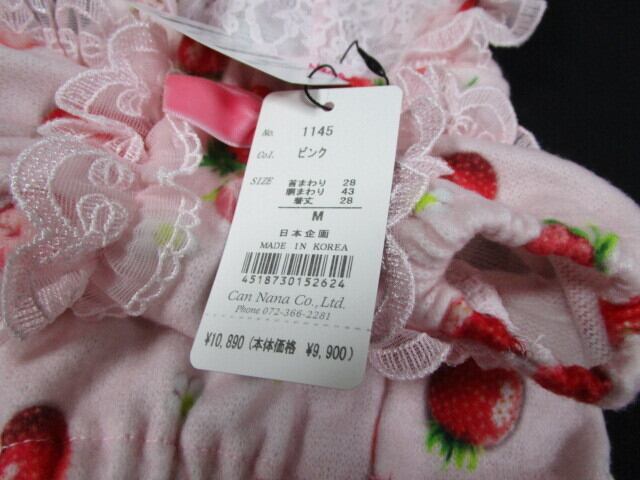 No. 1145
Col. ピンク
SIZE 首まわり 28
胴まわり 43
着丈 28
M
日本企画
MADE IN KOREA
4518730152624
Can Nana Co.,Ltd.
Phone 072-366-2281
¥10,890(本体価格 ¥9,900)